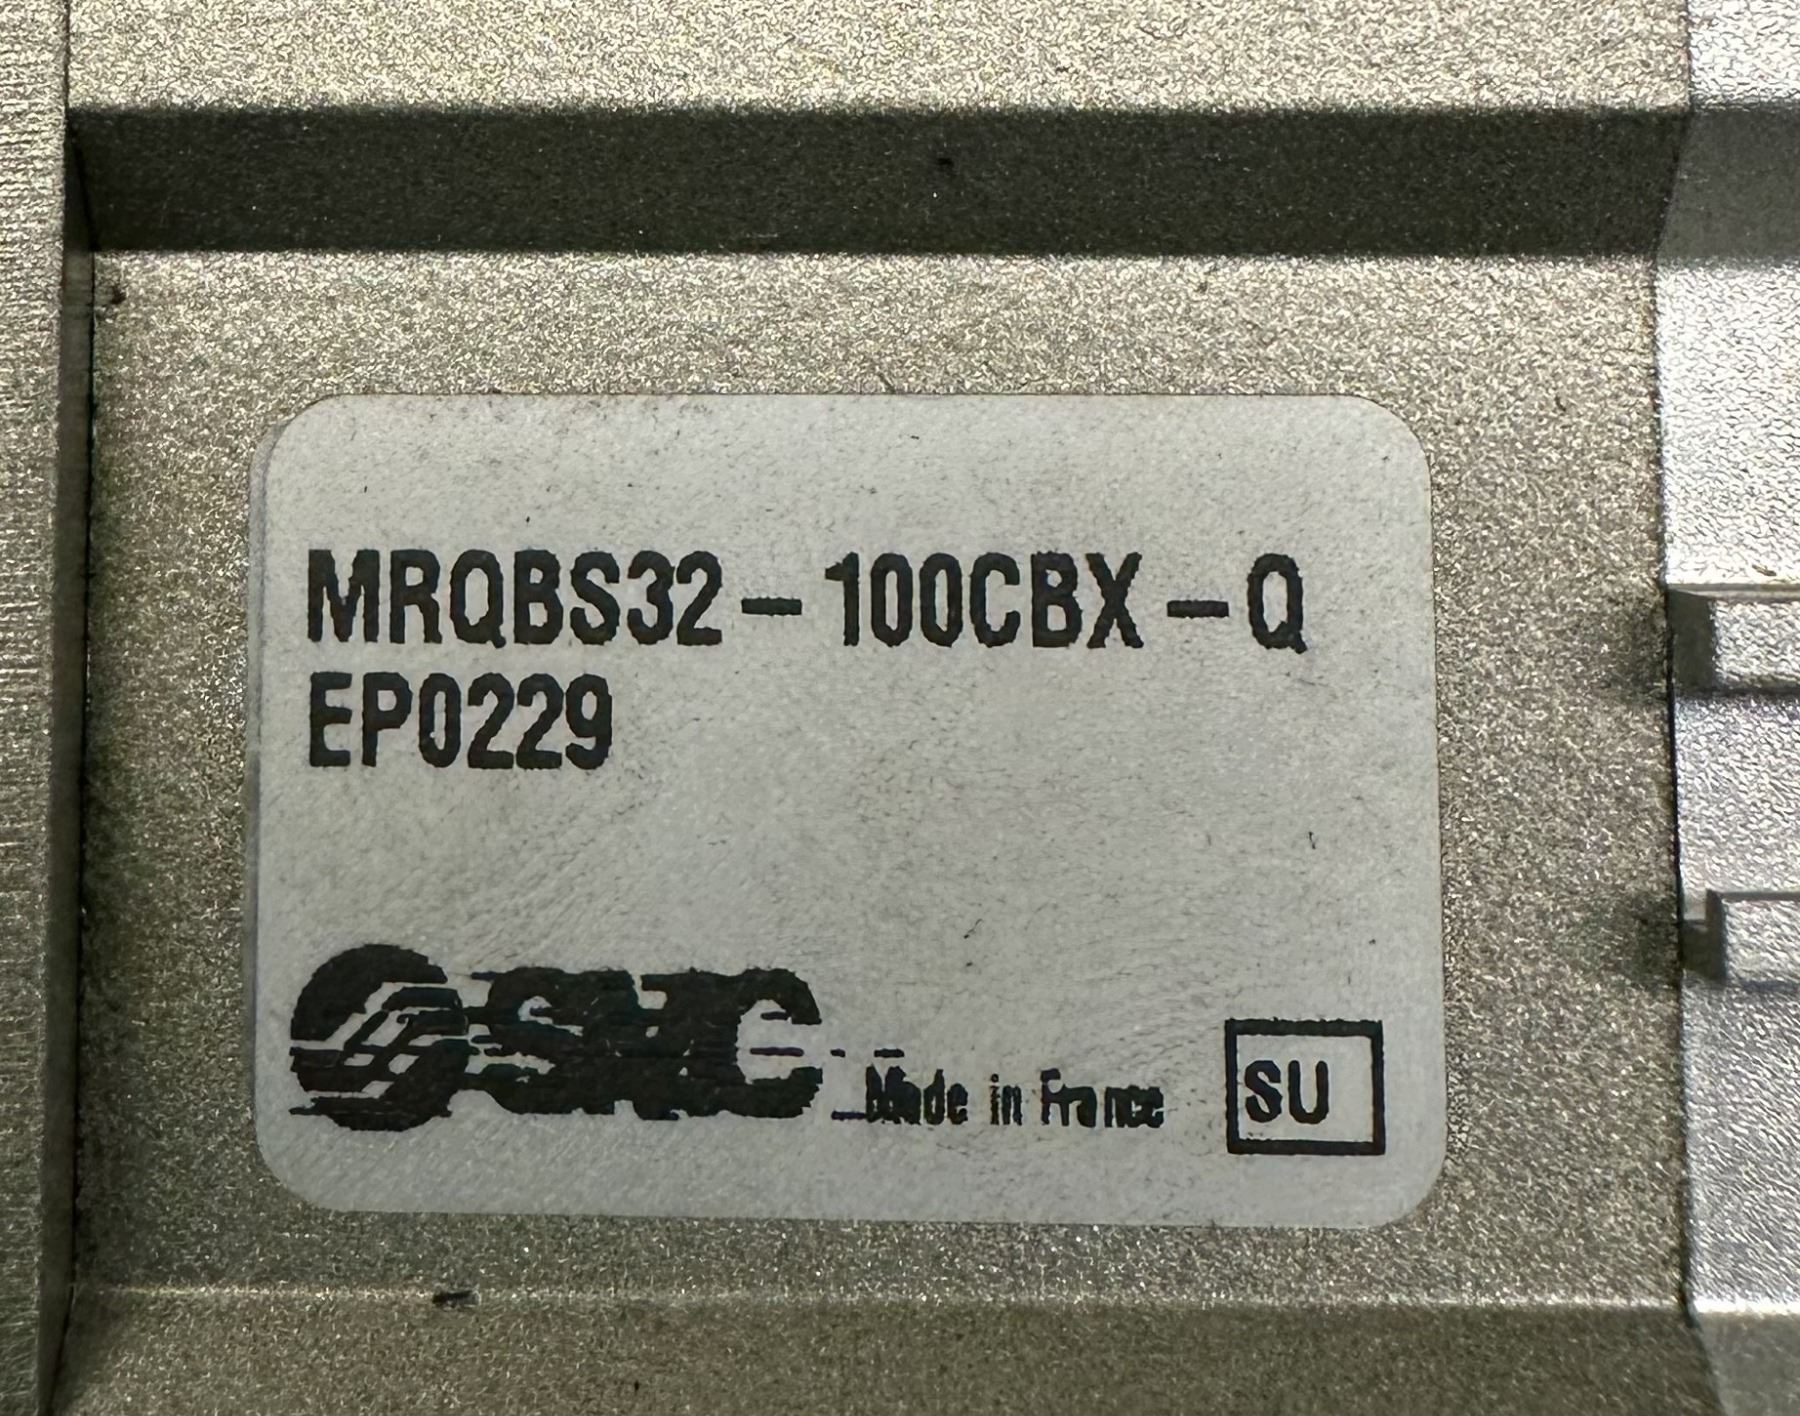 MRQBS32-100CBX-Q
EP0229
SMC
Made in France
SU